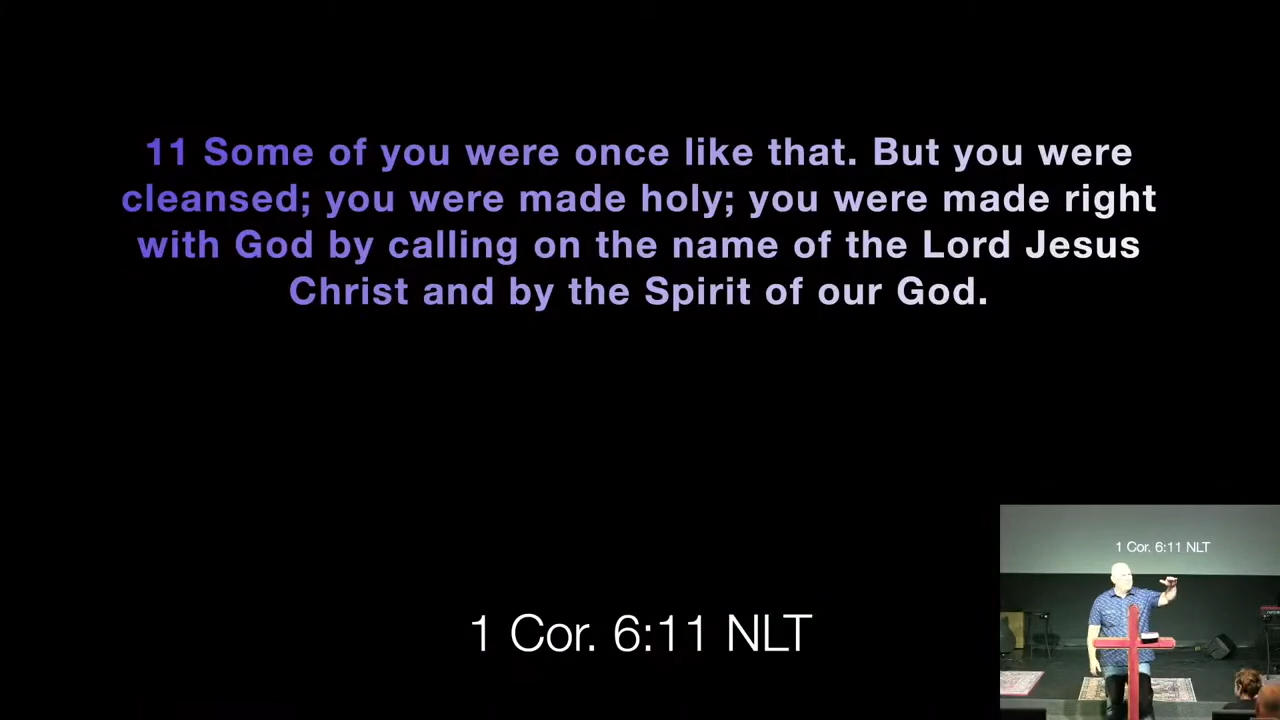 11 Some of you were once like that. But you were
cleansed; you were made holy; you were made right
with God by calling on the name of the Lord Jesus
Christ and by the Spirit of our God.
1 Cor. 6:11 NLT
1 Cor. 6:11 NLT